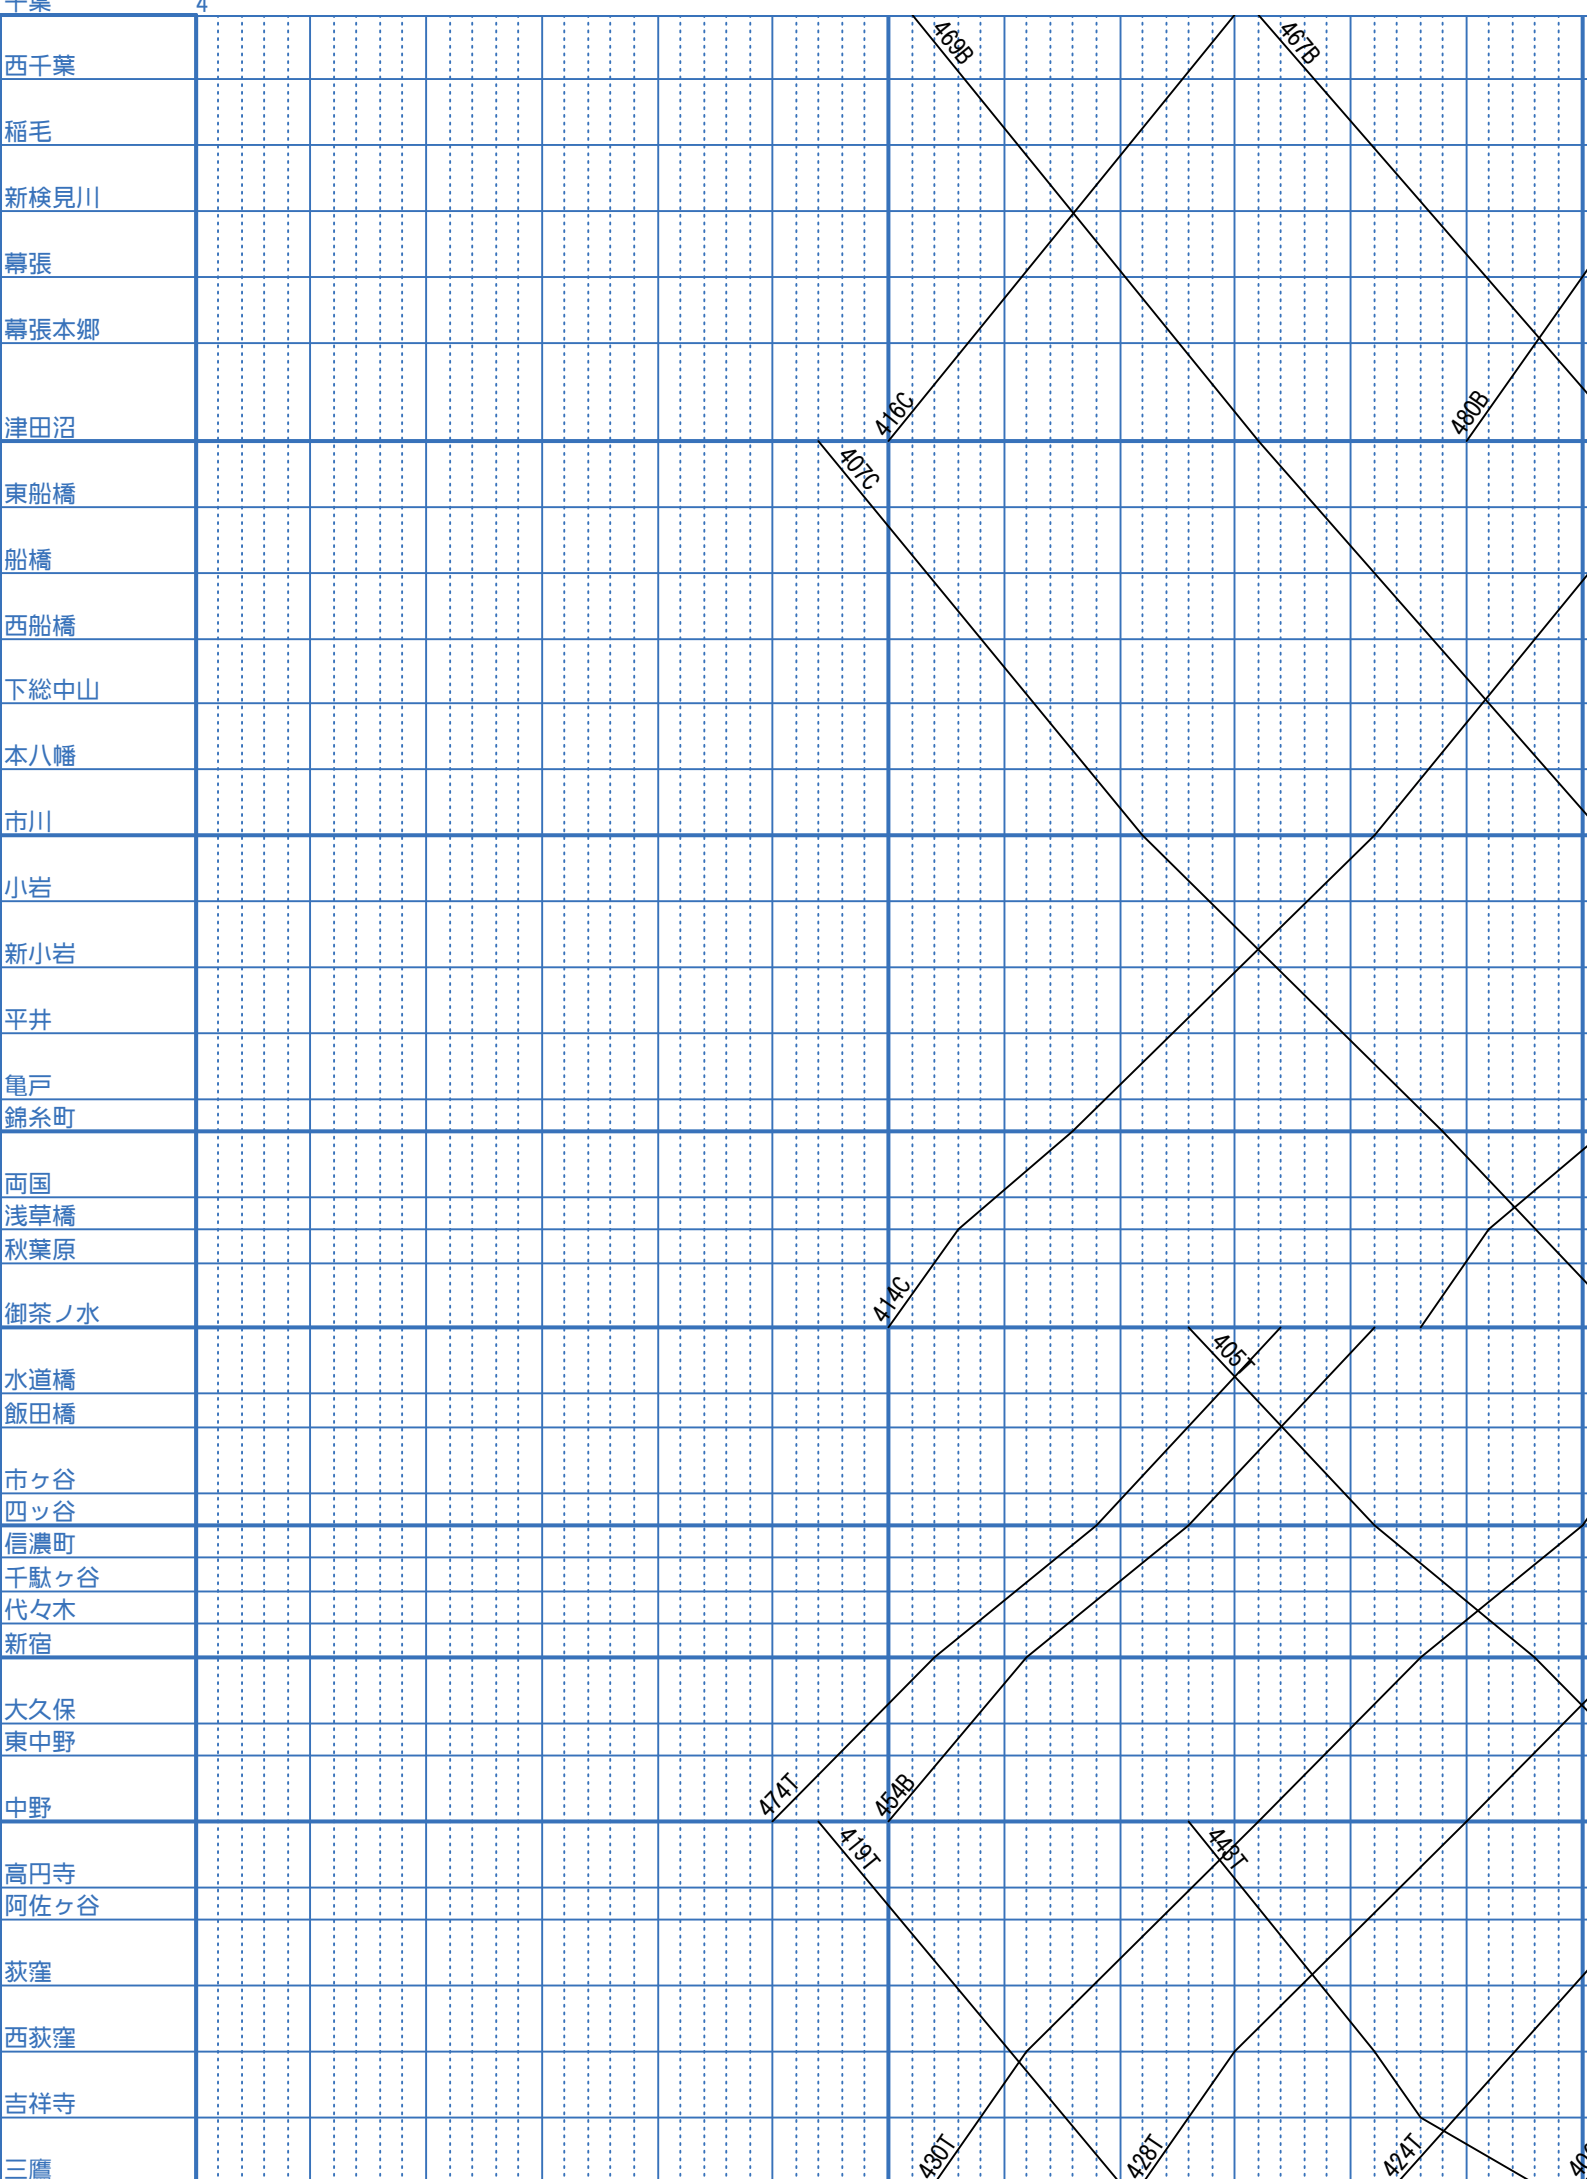 千葉 4
469B
467B
西千葉
稲毛
新検見川
幕張
幕張本郷
416C
480B
津田沼
407C
東船橋
船橋
西船橋
下総中山
本八幡
市川
小岩
新小岩
平井
亀戸
錦糸町
両国
浅草橋
秋葉原
414C
御茶ノ水
405T
水道橋
飯田橋
市ヶ谷
四ッ谷
信濃町
千駄ヶ谷
代々木
新宿
大久保
東中野
474T
454B
中野
419T
443T
高円寺
阿佐ヶ谷
荻窪
西荻窪
吉祥寺
430T
428T
424T
三鷹